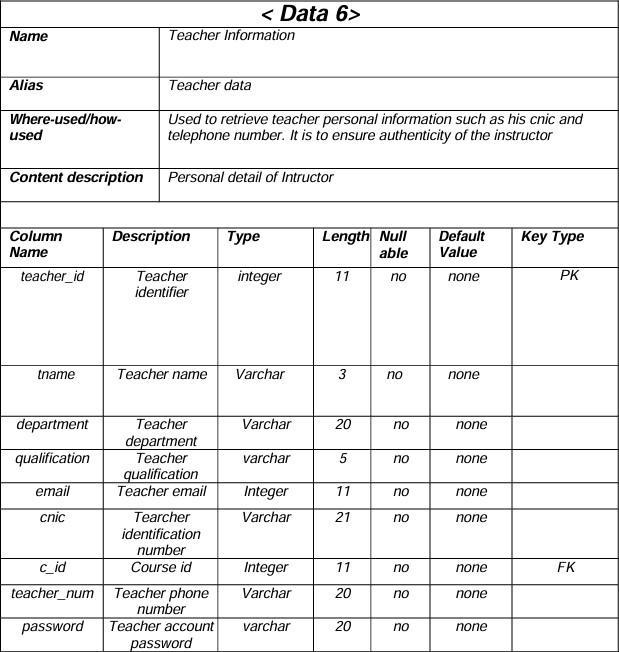 < Data 6>
Name Teacher Information
Alias Teacher data
Where-used/how- Used to retrieve teacher personal information such as his cnic and
used telephone number. It is to ensure authenticity of the instructor
Content description Personal detail of Intructor
Column Description Type Length Null Default Key Type
Name able Value
teacher_id Teacher integer 11 no none PK
identifier
tname Teacher name Varchar 3 no none
department Teacher Varchar 20 no none
department
qualification Teacher varchar 5 no none
qualification
email Teacher email Integer 11 no none
cnic Tearcher Varchar 21 no none
identification
number
c_id Course id Integer 11 no none FK
teacher_num Teacher phone Varchar 20 no none
number
password Teacher account varchar 20 no none
password